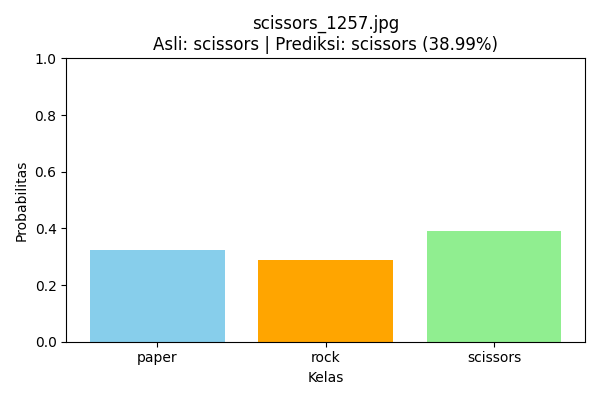 scissors_1257.jpg
Asli: scissors | Prediksi: scissors (38.99%)
1.0
0.8
0.6
0.4
0.2
0.0
Probabilitas
paper rock scissors
Kelas